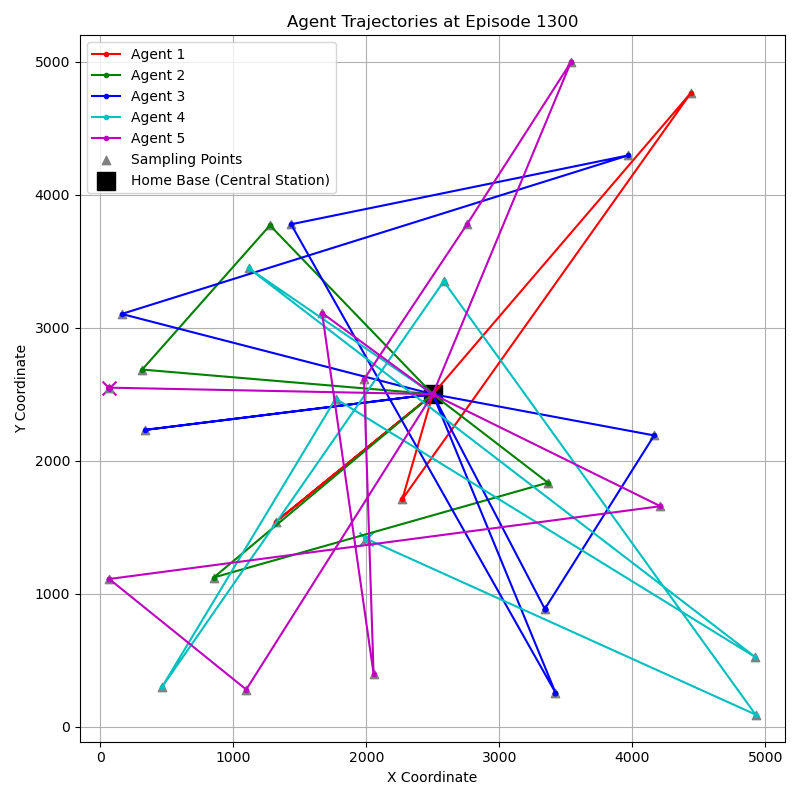 Agent Trajectories at Episode 1300
Agent 1
Agent 2
Agent 3
Agent 4
Agent 5
Sampling Points
Home Base (Central Station)
Y Coordinate
5000
4000
3000
2000
1000
0
0 1000 2000 3000 4000 5000
X Coordinate